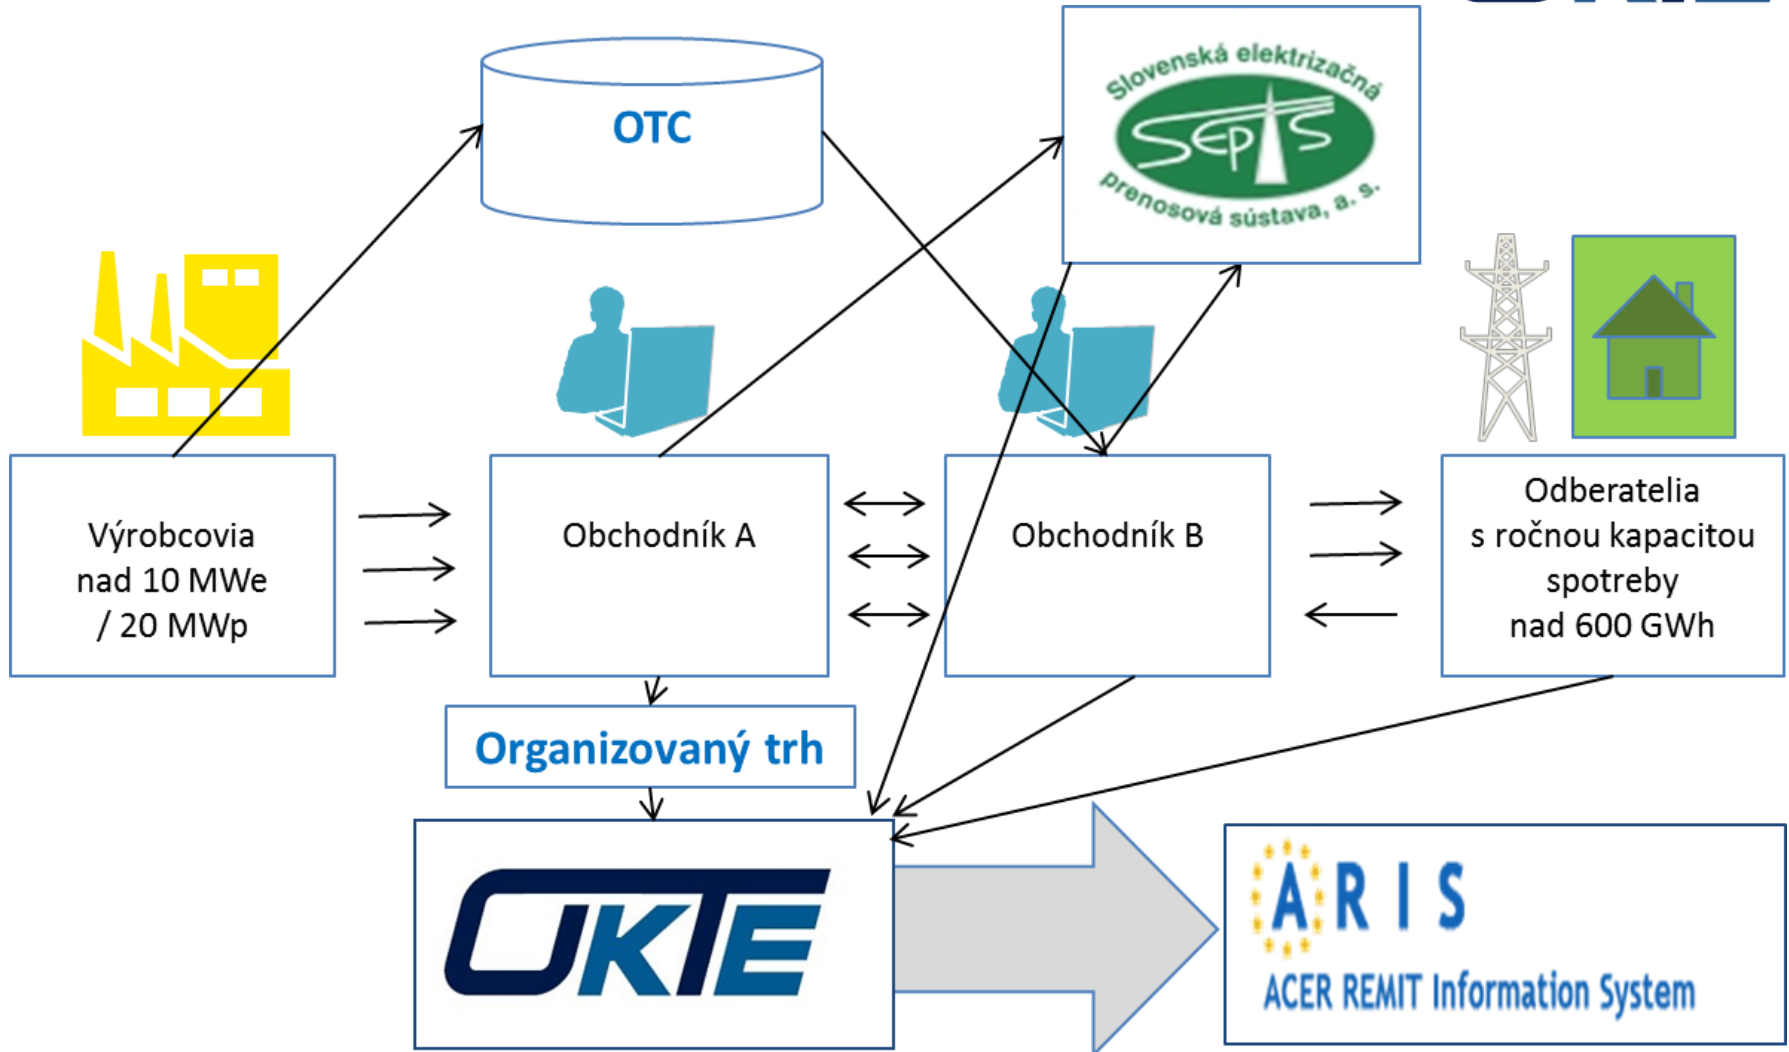 OKTE
OTC
Slovenská elektrizačná
SEPS
prenosová sústava, a. s.
Výrobcovia
nad 10 MWe
/ 20 MWp
Obchodník A
Obchodník B
Odberatelia
s ročnou kapacitou
spotreby
nad 600 GWh
Organizovaný trh
OKTE
ARIS
ACER REMIT Information System